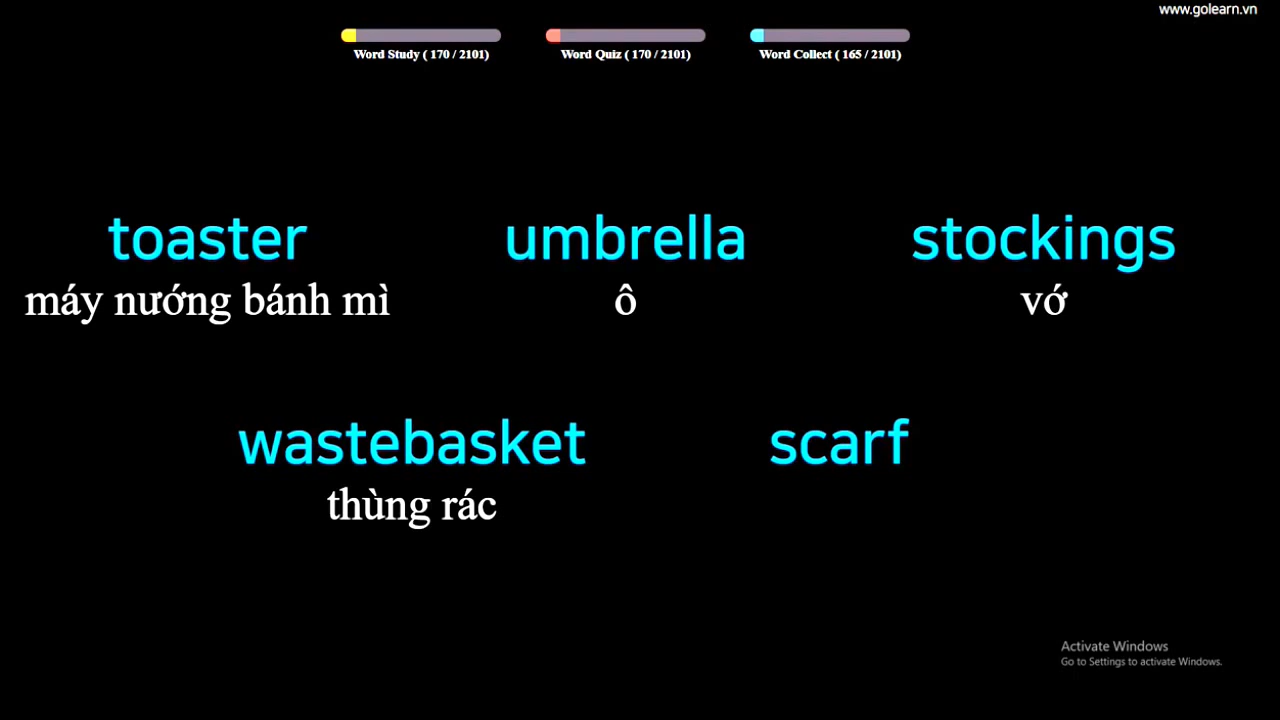 www.golearn.vn
Word Study ( 170 / 2101) Word Quiz ( 170 / 2101) Word Collect ( 165 / 2101)
toaster umbrella stockings
máy nướng bánh mì ô vớ
wastebasket scarf
thùng rác
Activate Windows
Go to Settings to activate Windows.